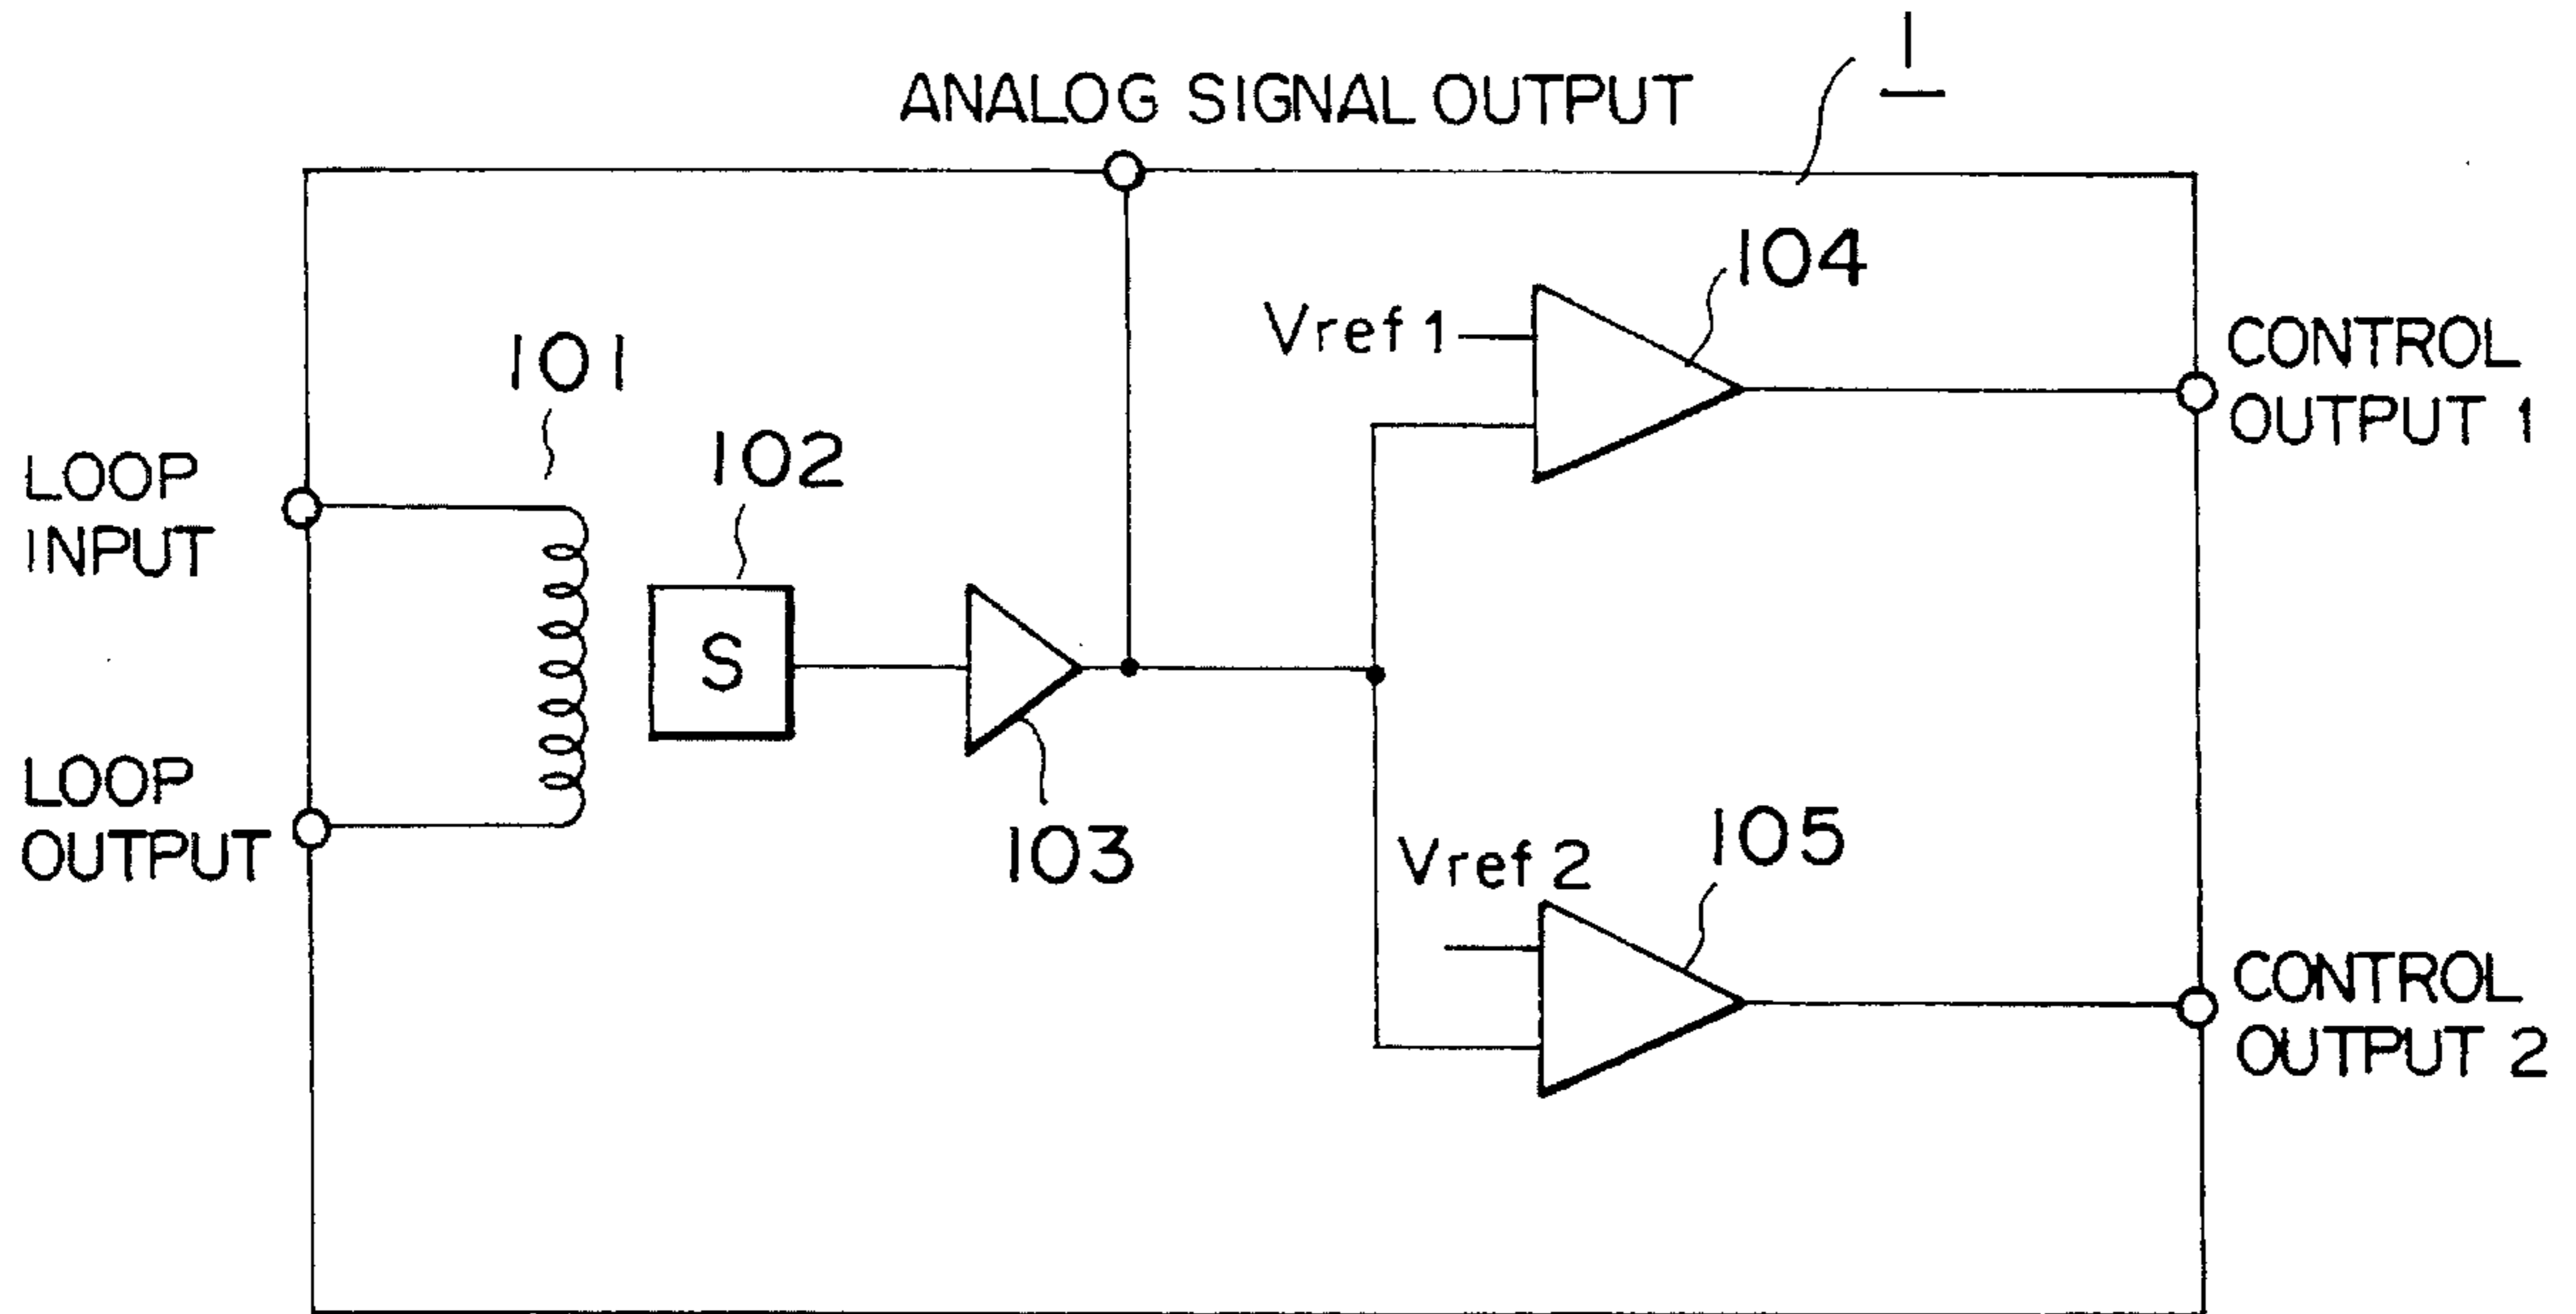 1
ANALOG SIGNAL OUTPUT
104
Vref 1
CONTROL
OUTPUT 1
101
102
LOOP
INPUT
S
LOOP
OUTPUT
103
105
Vref 2
CONTROL
OUTPUT 2